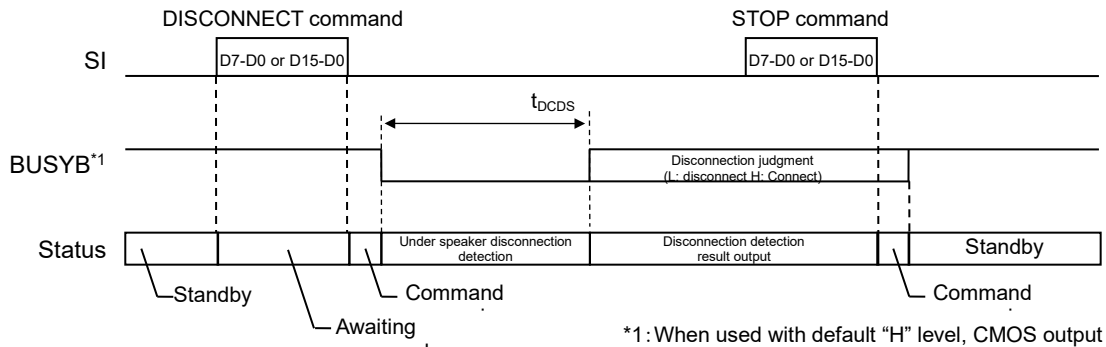 DISCONNECT command
STOP command
SI
D7-D0 or D15-D0
D7-D0 or D15-D0
tDCDS
BUSYB*1
Disconnection judgment
(L: disconnect H: Connect)
Status
Under speaker disconnection
detection
Disconnection detection
result output
Standby
Standby
Command
Command
Awaiting
*1: When used with default “H” level, CMOS output